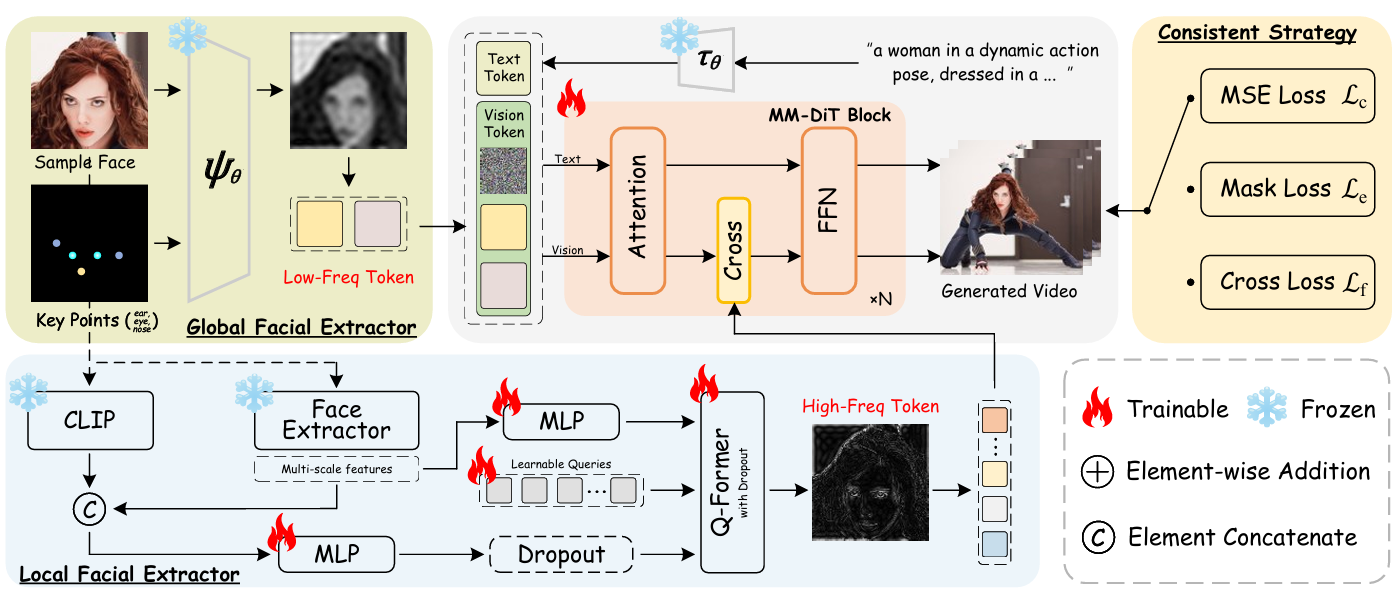 Sample Face
ψθ
Key Points (ear, eye, nose)
Low-Freq Token
Global Facial Extractor
Text
Token
Vision
Token
τθ
"a woman in a dynamic action
pose, dressed in a ... "
MM-DiT Block
Text
Vision
Attention
Cross
FFN
×N
Generated Video
Consistent Strategy
MSE Loss ℒc
Mask Loss ℒe
Cross Loss ℒf
CLIP
Face
Extractor
Multi-scale features
C
MLP
Learnable Queries
...
MLP
Dropout
Q-Former
with Dropout
High-Freq Token
Local Facial Extractor
Trainable
Frozen
+ Element-wise Addition
C Element Concatenate